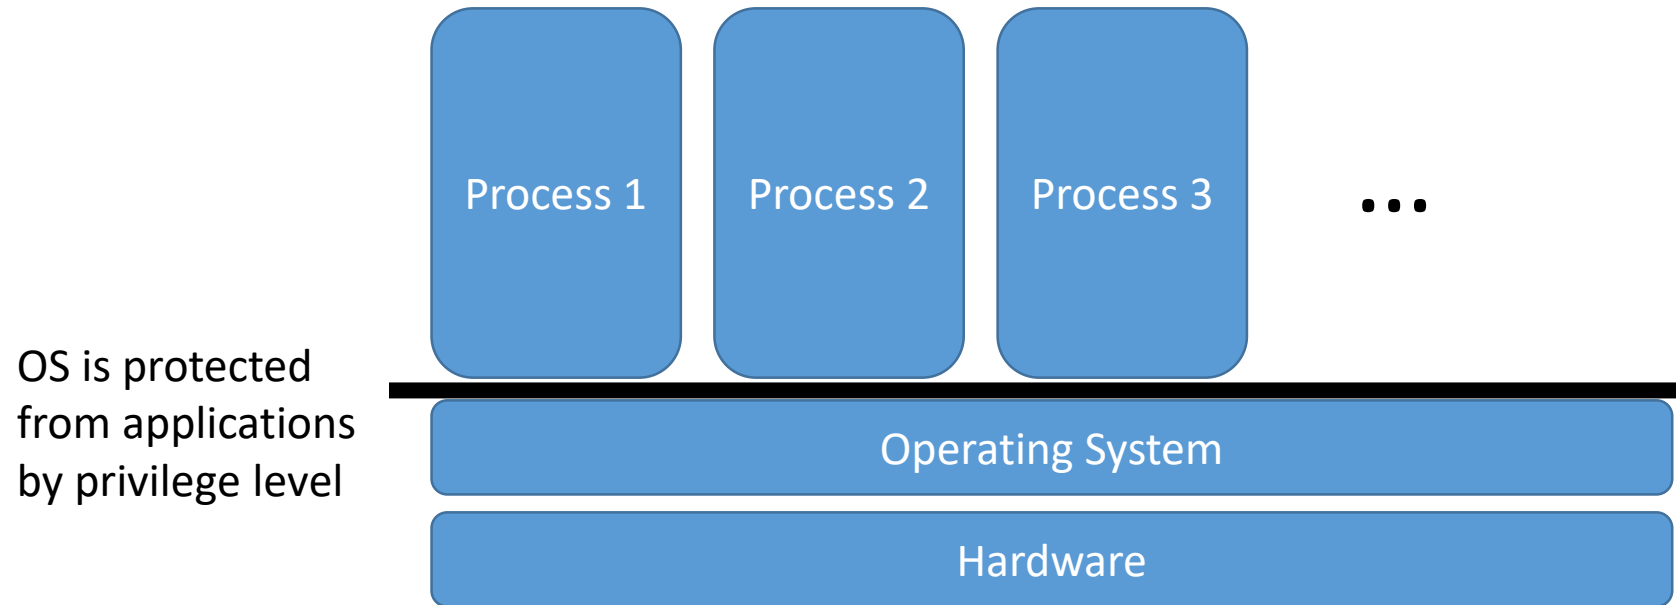 Process 1
Process 2
Process 3
...
OS is protected
from applications
by privilege level
Operating System
Hardware